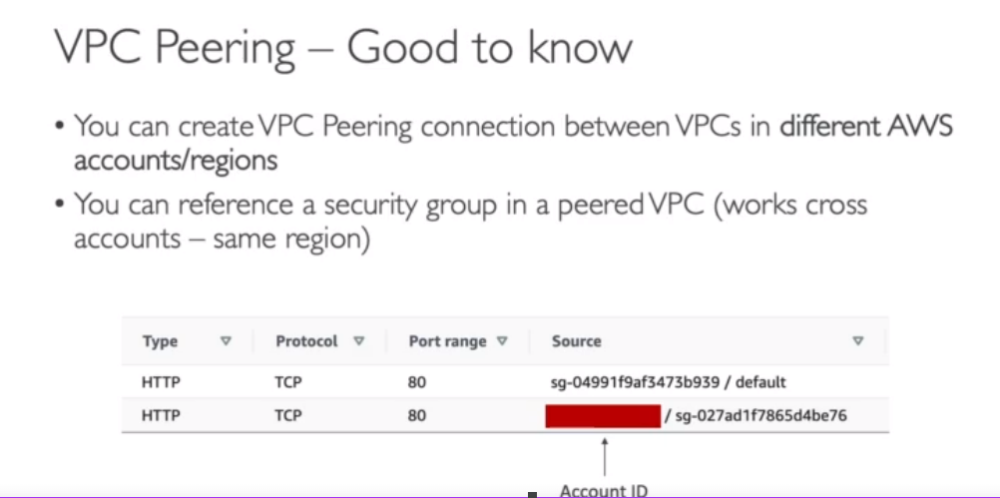 VPC Peering – Good to know
• You can create VPC Peering connection between VPCs in different AWS
accounts/regions
• You can reference a security group in a peered VPC (works cross
accounts – same region)
Type Protocol Port range Source
HTTP TCP 80 sg-04991f9af3473b939 / default
HTTP TCP 80 / sg-027ad1f7865d4be76
Account ID